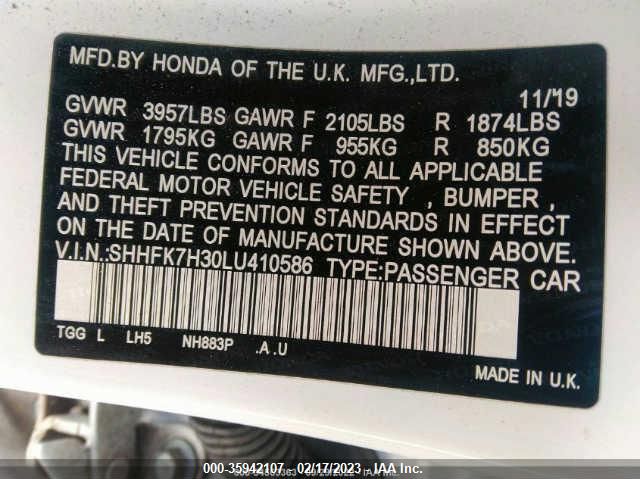 MFD.BY HONDA OF THE U.K. MFG.,LTD.
11/'19
GVWR 3957LBS GAWR F 2105LBS R 1874LBS
GVWR 1795KG GAWR F 955KG R 850KG
THIS VEHICLE CONFORMS TO ALL APPLICABLE
FEDERAL MOTOR VEHICLE SAFETY , BUMPER ,
AND THEFT PREVENTION STANDARDS IN EFFECT
ON THE DATE OF MANUFACTURE SHOWN ABOVE.
V.I.N.:SHHFK7H30LU410586 TYPE:PASSENGER CAR
TGG L LH5 NH883P .A.U
MADE IN U.K.
000-35942107 - 02/17/2023 - IAA Inc.